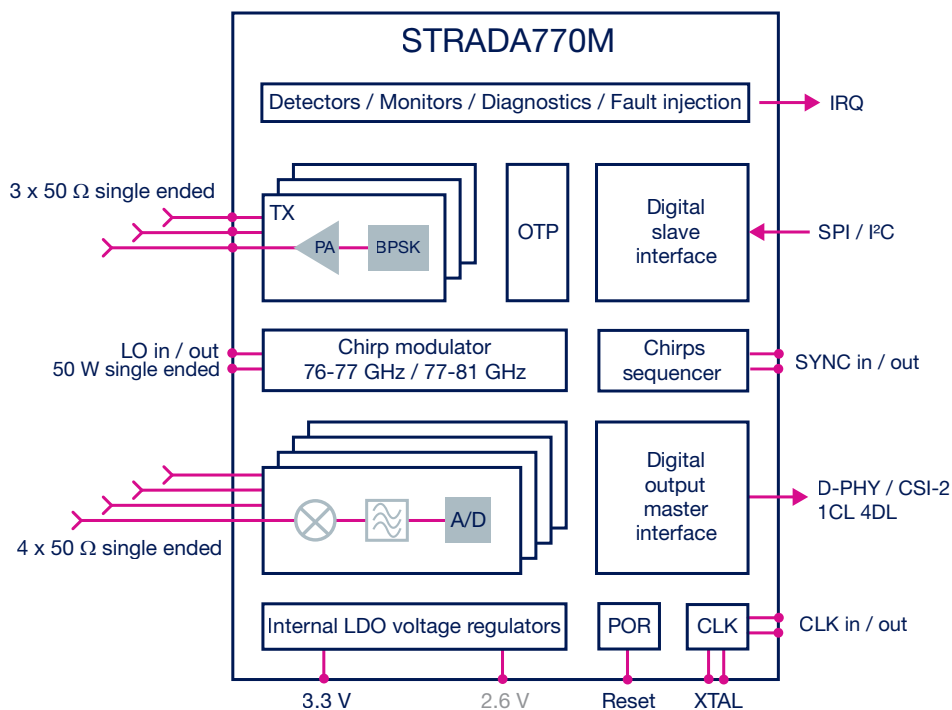 STRADA770M
Detectors / Monitors / Diagnostics / Fault injection
IRQ
3 x 50 Ω single ended
TX
PA
BPSK
OTP
Digital
slave
interface
SPI / I²C
LO in / out
50 W single ended
Chirp modulator
76-77 GHz / 77-81 GHz
Chirps
sequencer
SYNC in / out
4 x 50 Ω single ended
A/D
Digital
output
master
interface
D-PHY / CSI-2
1CL 4DL
Internal LDO voltage regulators
POR
CLK
CLK in / out
3.3 V
2.6 V
Reset
XTAL